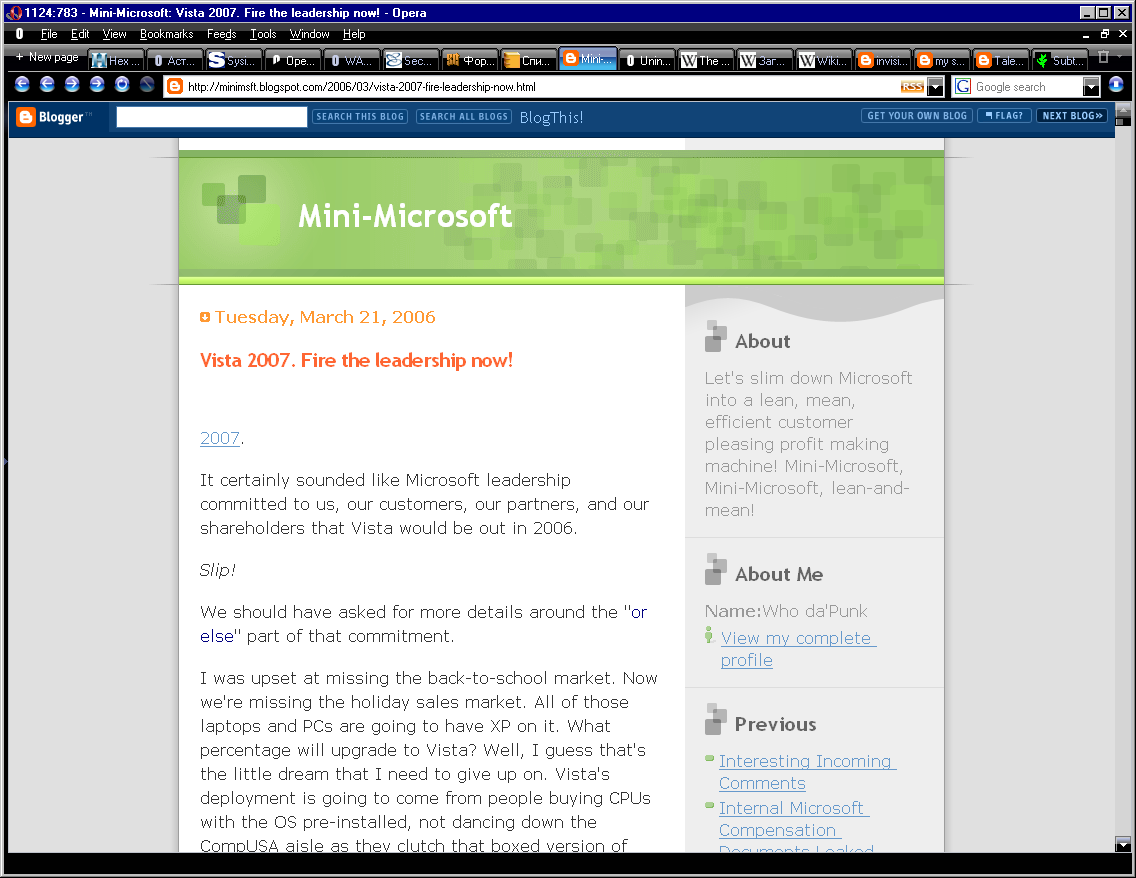 1124:783 - Mini-Microsoft: Vista 2007. Fire the leadership now! - Opera
File Edit View Bookmarks Feeds Tools Window Help
New page Hex ... Аст... Sysi... Ope... WA... Sec... Фор... Спи... Mini-... Unin... The ... Заг... Wiki... invisi... my s... Tale... Subt...
http://minimsft.blogspot.com/2006/03/vista-2007-fire-leadership-now.html RSS Google search
Blogger™ SEARCH THIS BLOG SEARCH ALL BLOGS BlogThis! GET YOUR OWN BLOG FLAG? NEXT BLOG»
Mini-Microsoft
Tuesday, March 21, 2006
Vista 2007. Fire the leadership now!
2007.
It certainly sounded like Microsoft leadership
committed to us, our customers, our partners, and our
shareholders that Vista would be out in 2006.
Slip!
We should have asked for more details around the "or
else" part of that commitment.
I was upset at missing the back-to-school market. Now
we're missing the holiday sales market. All of those
laptops and PCs are going to have XP on it. What
percentage will upgrade to Vista? Well, I guess that's
the little dream that I need to give up on. Vista's
deployment is going to come from people buying CPUs
with the OS pre-installed, not dancing down the
CompUSA aisle as they clutch that boxed version of
About
Let's slim down Microsoft
into a lean, mean,
efficient customer
pleasing profit making
machine! Mini-Microsoft,
Mini-Microsoft, lean-and-
mean!
About Me
Name:Who da'Punk
View my complete
profile
Previous
Interesting Incoming
Comments
Internal Microsoft
Compensation
Documents Leaked